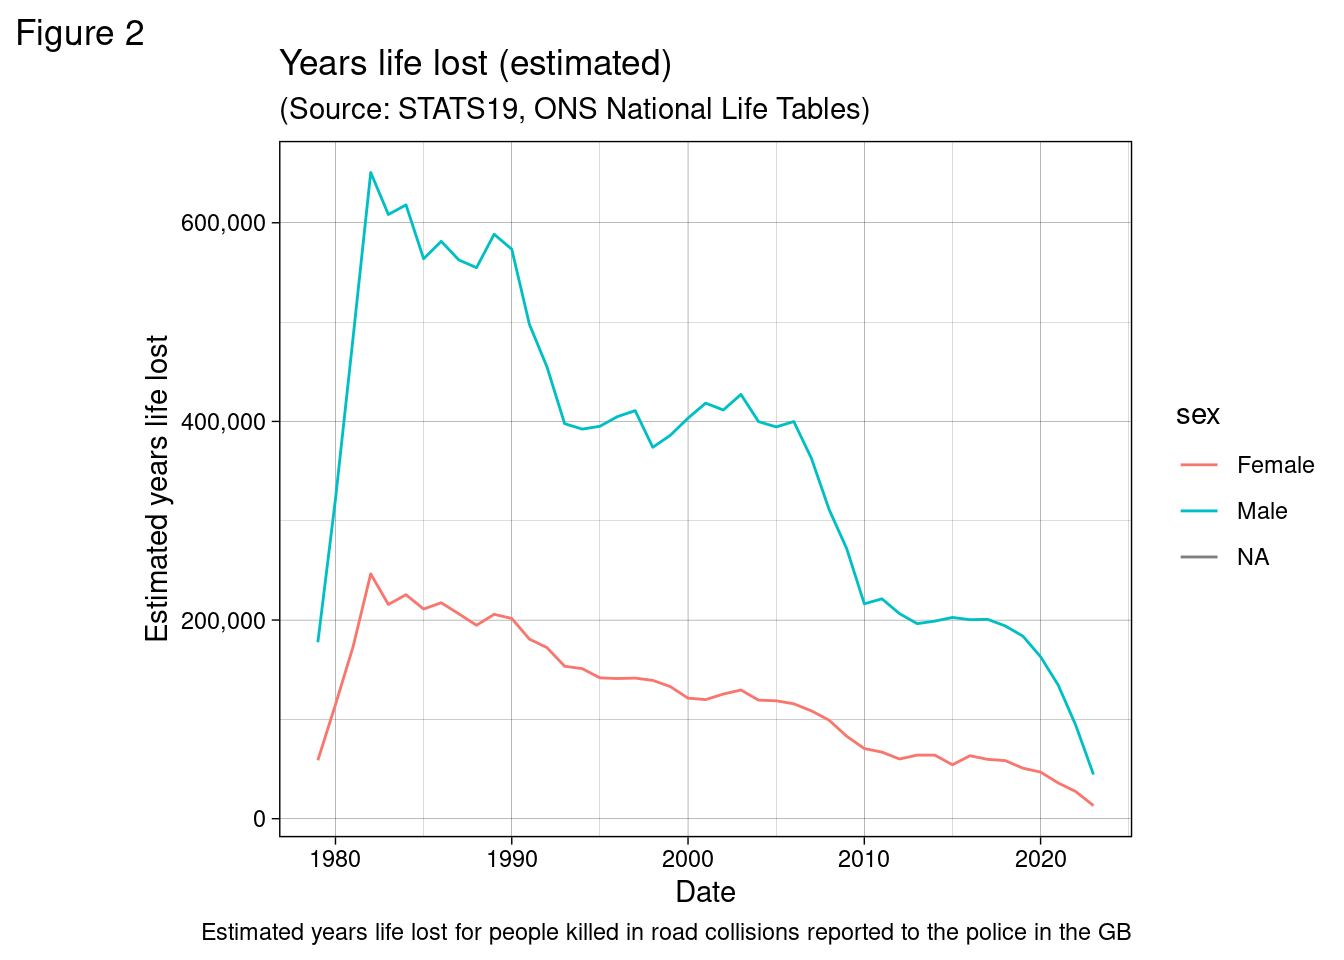 Figure 2
Years life lost (estimated)
(Source: STATS19, ONS National Life Tables)
Estimated years life lost
600,000
400,000
200,000
0
1980 1990 2000 2010 2020
Date
sex
Female
Male
NA
Estimated years life lost for people killed in road collisions reported to the police in the GB